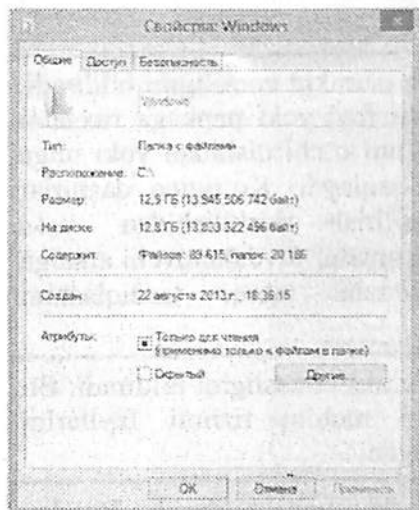 Свойства: Windows
Общие Доступ Безопасность
Windows
Тип: Папка с файлами
Расположение: C:\
Размер: 12,9 ГБ (13 945 506 742 байт)
На диске: 12,8 ГБ (13 833 322 496 байт)
Содержит: Файлов: 89 615; папок: 20 186
Создан: 22 августа 2013 г., 18:36:15
Атрибуты: Только для чтения
(применимо только к файлам в папке)
Скрытый Другие...
OK Отмена Применить